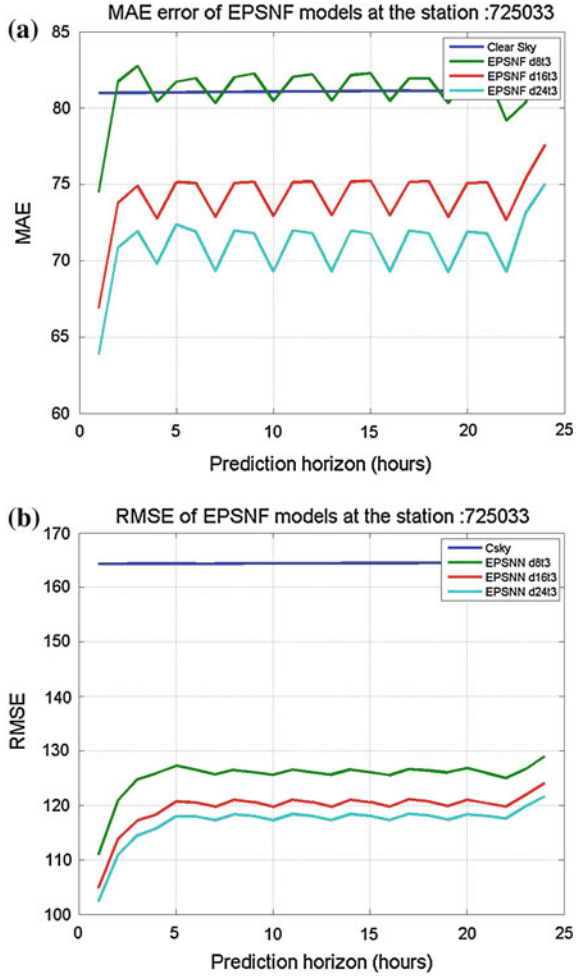 (a)
MAE error of EPSNF models at the station :725033
85
80
75
70
65
60
MAE
Clear Sky
EPSNF d8t3
EPSNF d16t3
EPSNF d24t3
0
5
10
15
20
25
Prediction horizon (hours)
(b)
RMSE of EPSNF models at the station :725033
170
160
150
140
130
120
110
100
RMSE
Csky
EPSNN d8t3
EPSNN d16t3
EPSNN d24t3
0
5
10
15
20
25
Prediction horizon (hours)